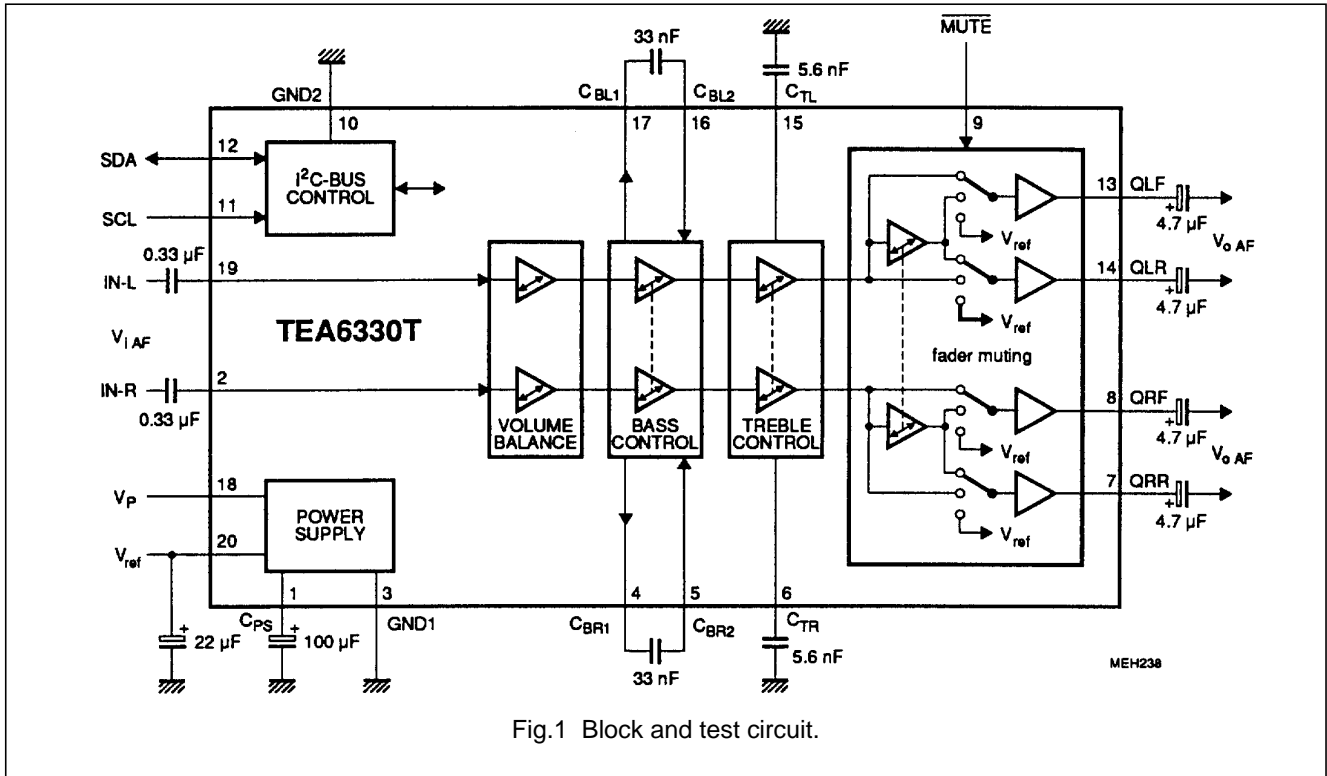 33 nF
MUTE
5.6 nF
GND2
C_BL1
C_BL2
C_TL
10
17
16
15
9
SDA
12
I²C-BUS
CONTROL
SCL
11
0.33 µF
IN-L
19
V_i AF
TEA6330T
IN-R
2
0.33 µF
VOLUME
BALANCE
BASS
CONTROL
TREBLE
CONTROL
13
QLF
+
4.7 µF
V_ref
V_o AF
14
QLR
+
4.7 µF
V_ref
fader muting
8
QRF
+
4.7 µF
V_ref
V_o AF
7
QRR
+
4.7 µF
V_ref
V_P
18
POWER
SUPPLY
V_ref
20
1
3
4
5
6
C_PS
GND1
C_BR1
C_BR2
C_TR
+
22 µF
+
100 µF
33 nF
5.6 nF
MEH238
Fig.1 Block and test circuit.